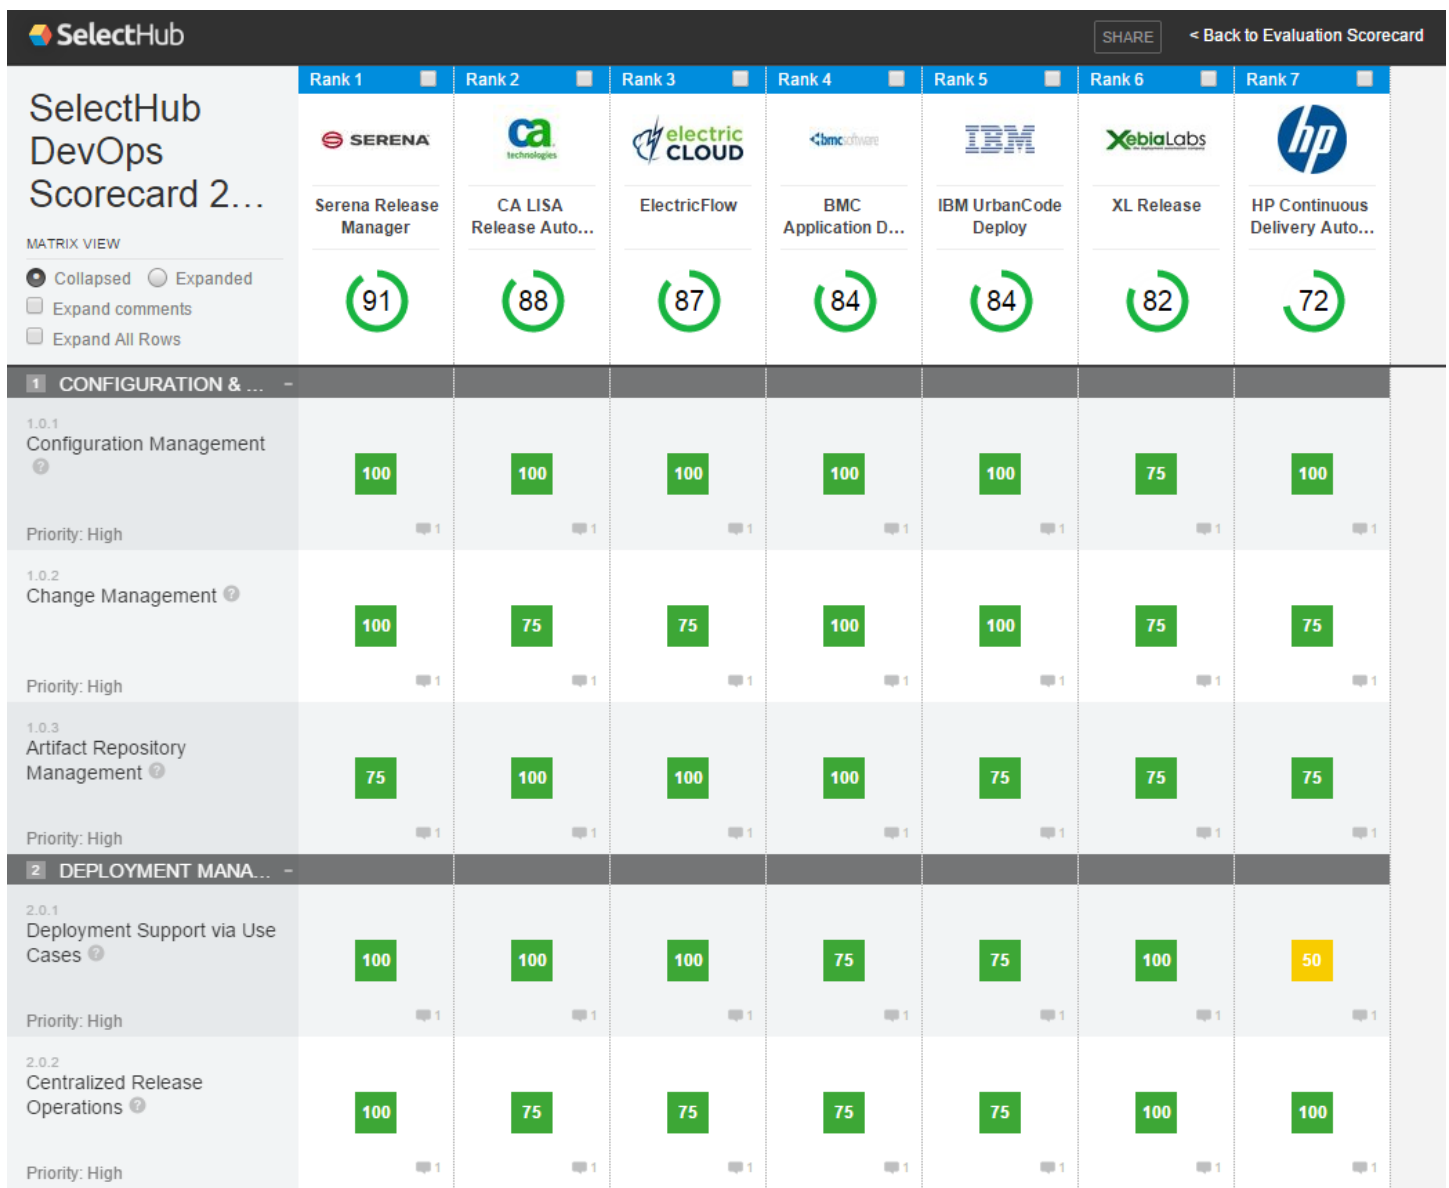 SelectHub
SHARE
< Back to Evaluation Scorecard
SelectHub
DevOps
Scorecard 2...
MATRIX VIEW
Collapsed Expanded
Expand comments
Expand All Rows
Rank 1 Rank 2 Rank 3 Rank 4 Rank 5 Rank 6 Rank 7
SERENA
ca
technologies
electric
CLOUD
bmcsoftware
IBM
XebiaLabs
hp
Serena Release
Manager
CA LISA
Release Auto...
ElectricFlow
BMC
Application D...
IBM UrbanCode
Deploy
XL Release
HP Continuous
Delivery Auto...
91 88 87 84 84 82 72
1 CONFIGURATION & ... -
1.0.1
Configuration Management
?
100 100 100 100 100 75 100
Priority: High
1 1 1 1 1 1 1
1.0.2
Change Management ?
100 75 75 100 100 75 75
Priority: High
1 1 1 1 1 1 1
1.0.3
Artifact Repository
Management ?
75 100 100 100 75 75 75
Priority: High
1 1 1 1 1 1 1
2 DEPLOYMENT MANA... -
2.0.1
Deployment Support via Use
Cases ?
100 100 100 75 75 100 50
Priority: High
1 1 1 1 1 1 1
2.0.2
Centralized Release
Operations ?
100 75 75 75 75 100 100
Priority: High
1 1 1 1 1 1 1